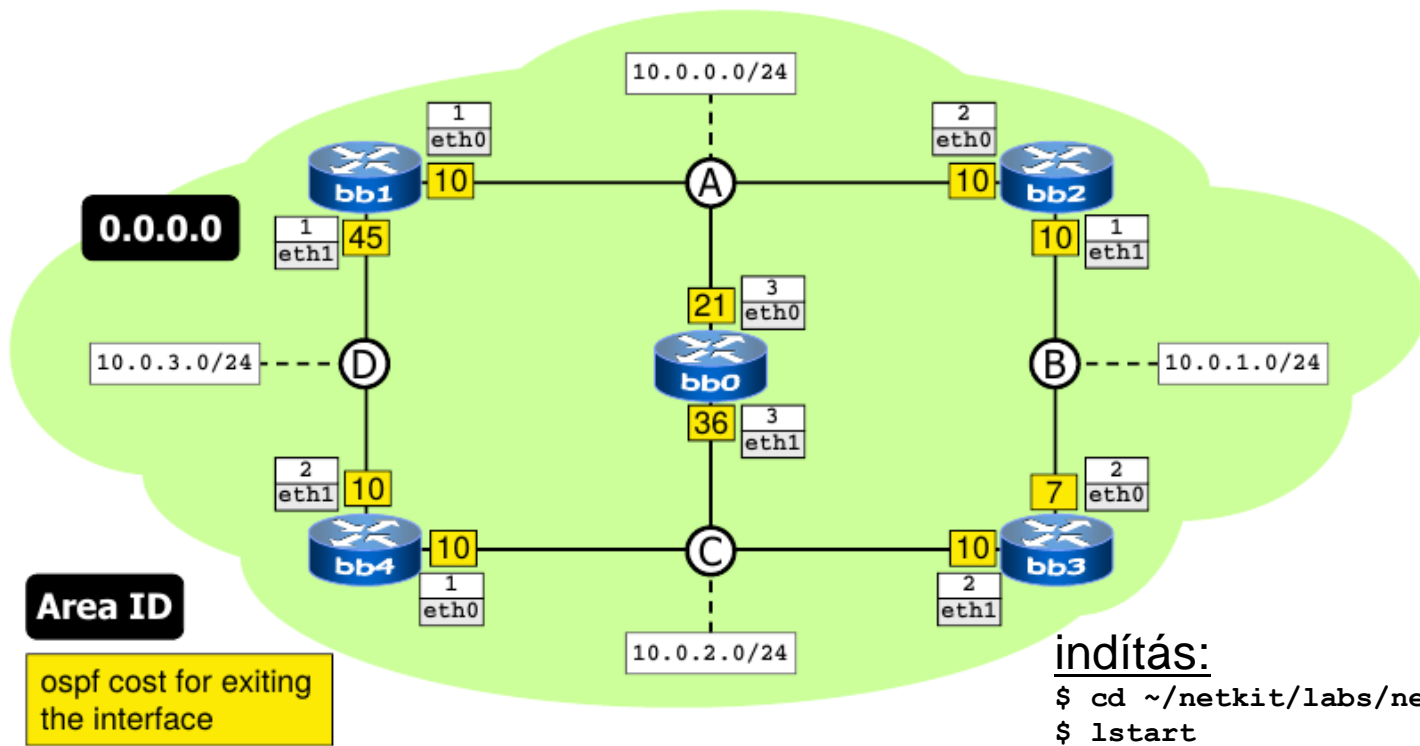 10.0.0.0/24
1
eth0
2
eth0
bb1
10
A
10
bb2
0.0.0.0
1
eth1
45
10
1
eth1
21
3
eth0
10.0.3.0/24
D
bb0
B
10.0.1.0/24
36
3
eth1
2
eth1
10
7
2
eth0
bb4
10
C
10
bb3
1
eth0
2
eth1
Area ID
10.0.2.0/24
indítás:
ospf cost for exiting
the interface
$ cd ~/netkit/labs/ne
$ lstart